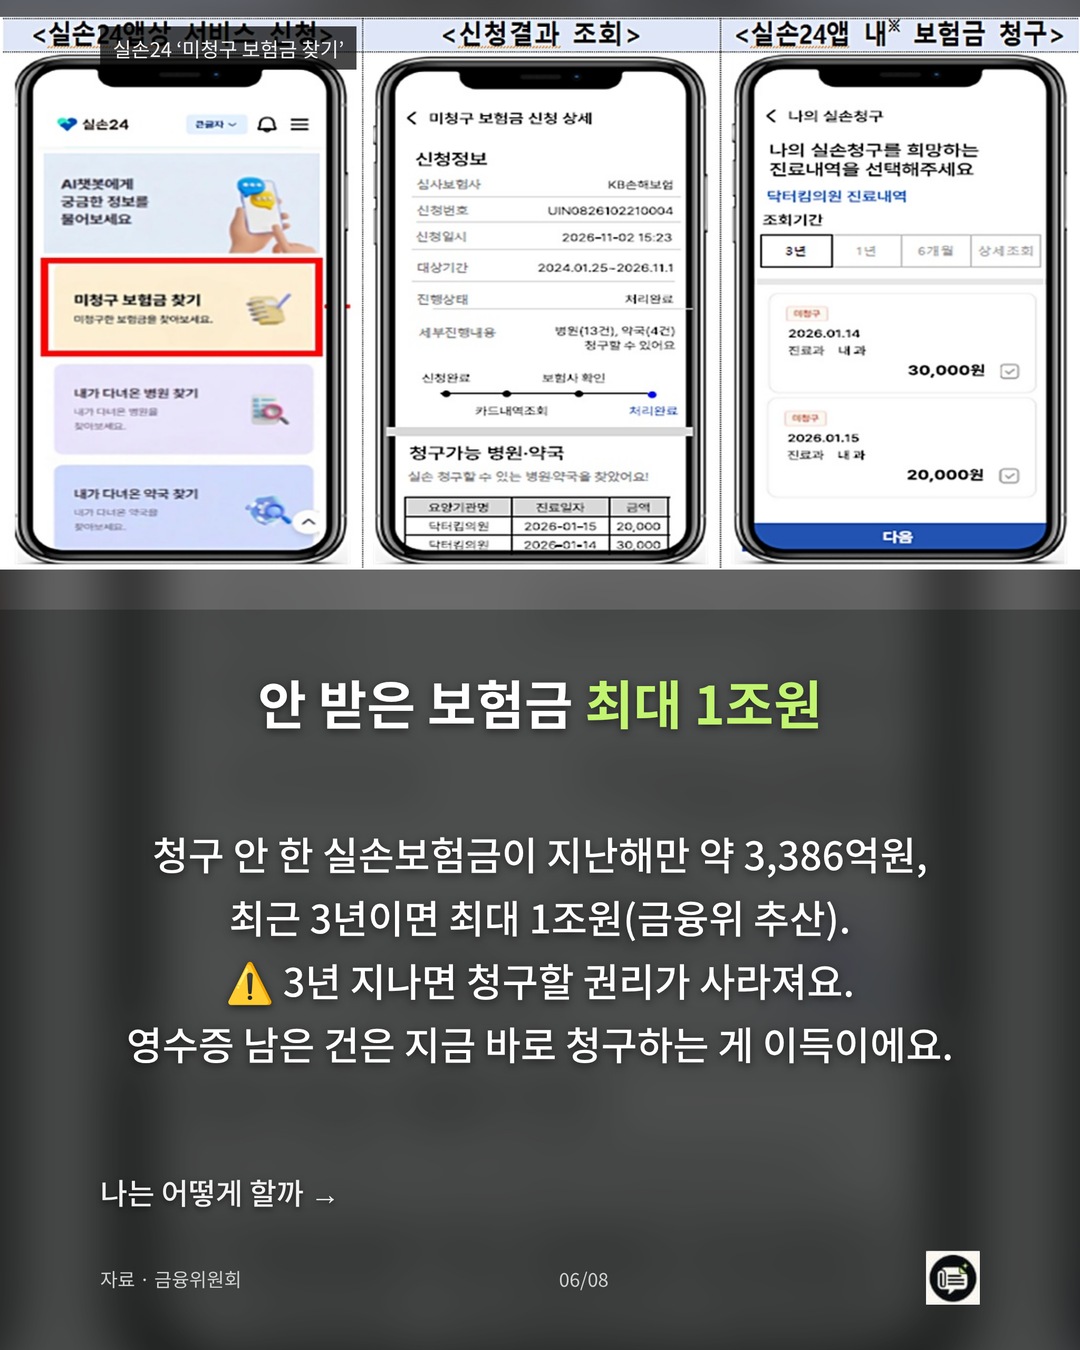 <실손24앱상 서비스 신청>
실손24 ‘미청구 보험금 찾기’
실손24
큰글자
AI챗봇에게
궁금한 정보를
물어보세요
미청구 보험금 찾기
미청구한 보험금을 찾아보세요.
내가 다녀온 병원 찾기
내가 다녀온 병원을
찾아보세요.
내가 다녀온 약국 찾기
내가 다녀온 약국을
찾아보세요.
<신청결과 조회>
미청구 보험금 신청 상세
신청정보
심사보험사 KB손해보험
신청번호 UIN0826102210004
신청일시 2026-11-02 15:23
대상기간 2024.01.25~2026.11.1
진행상태 처리완료
세부진행내용 병원(13건), 약국(4건)
청구할 수 있어요
신청완료 보험사 확인
카드내역조회 처리완료
청구가능 병원·약국
실손 청구할 수 있는 병원약국을 찾았어요!
요양기관명 진료일자 금액
닥터킴의원 2026-01-15 20,000
닥터킴의원 2026-01-14 30,000
<실손24앱 내※ 보험금 청구>
나의 실손청구
나의 실손청구를 희망하는
진료내역을 선택해주세요
닥터킴의원 진료내역
조회기간
3년 1년 6개월 상세조회
미청구
2026.01.14
진료과 내과
30,000원
미청구
2026.01.15
진료과 내과
20,000원
다음
안 받은 보험금 최대 1조원
청구 안 한 실손보험금이 지난해만 약 3,386억원,
최근 3년이면 최대 1조원(금융위 추산).
⚠️ 3년 지나면 청구할 권리가 사라져요.
영수증 남은 건은 지금 바로 청구하는 게 이득이에요.
나는 어떻게 할까 →
자료 · 금융위원회
06/08